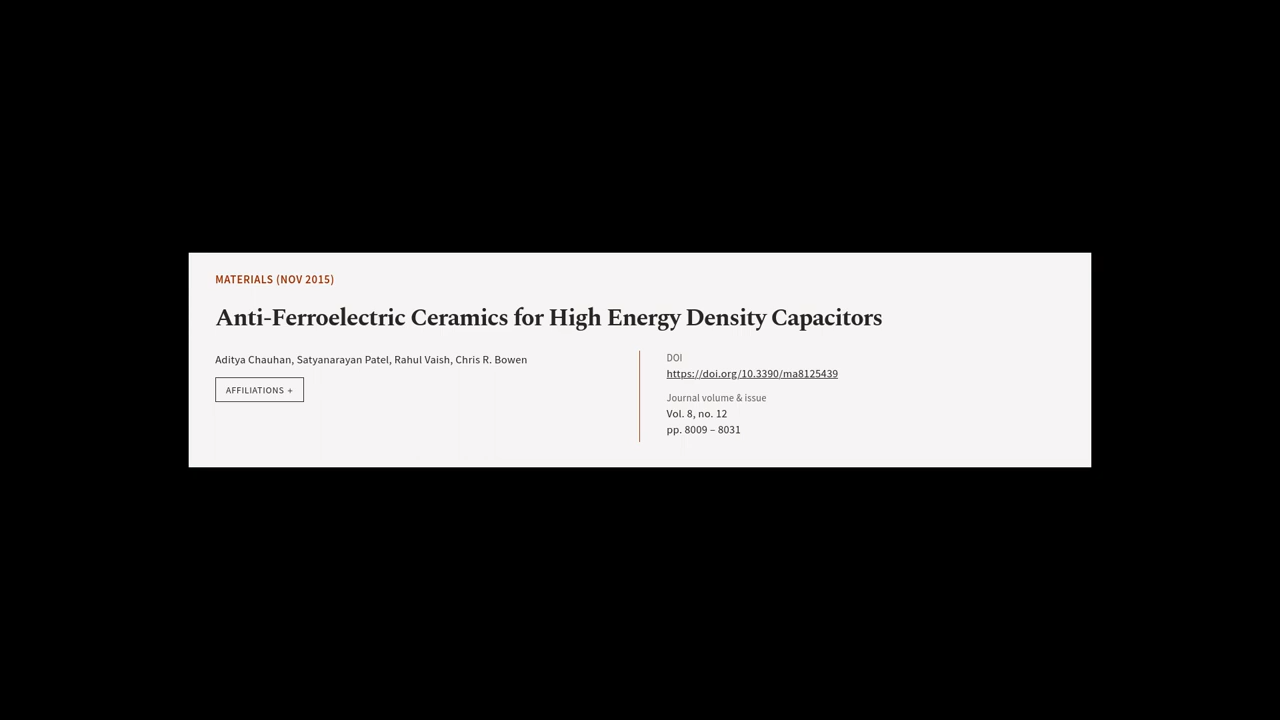 MATERIALS (NOV 2015)
Anti-Ferroelectric Ceramics for High Energy Density Capacitors
Aditya Chauhan, Satyanarayan Patel, Rahul Vaish, Chris R. Bowen
AFFILIATIONS +
DOI
https://doi.org/10.3390/ma8125439
Journal volume & issue
Vol. 8, no. 12
pp. 8009 – 8031